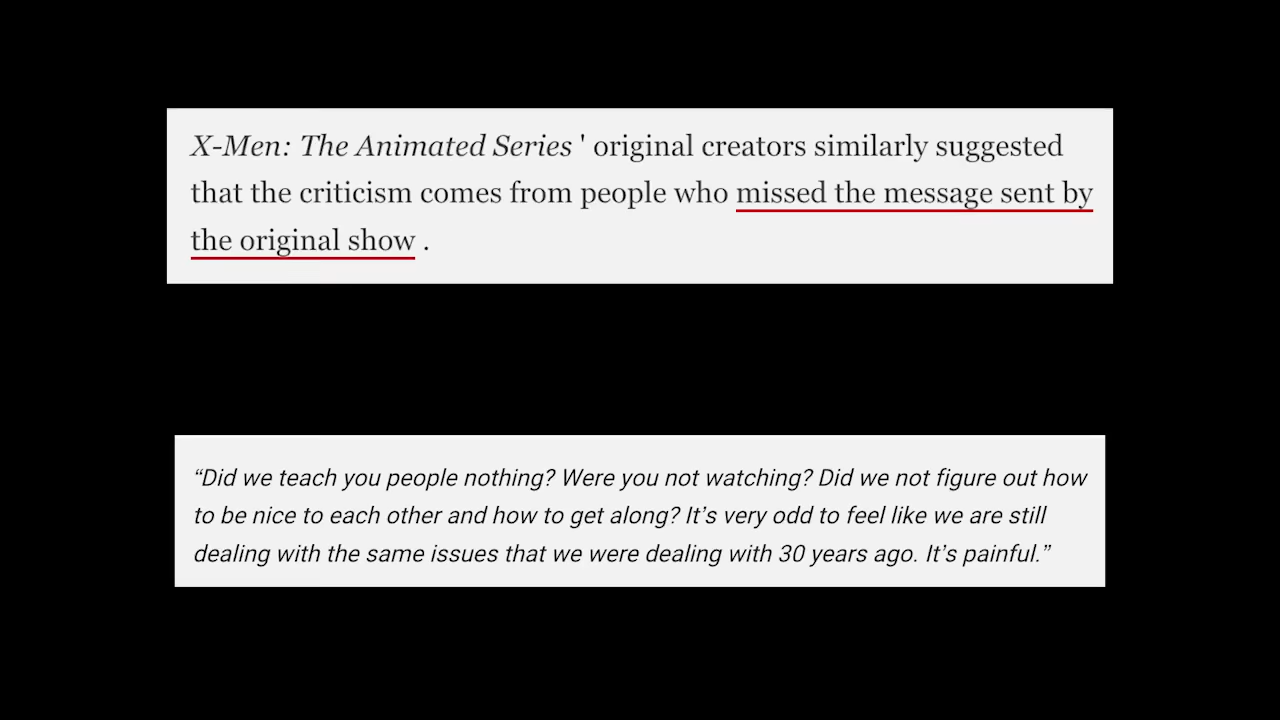 X-Men: The Animated Series ' original creators similarly suggested
that the criticism comes from people who missed the message sent by
the original show .
“Did we teach you people nothing? Were you not watching? Did we not figure out how
to be nice to each other and how to get along? It’s very odd to feel like we are still
dealing with the same issues that we were dealing with 30 years ago. It’s painful.”